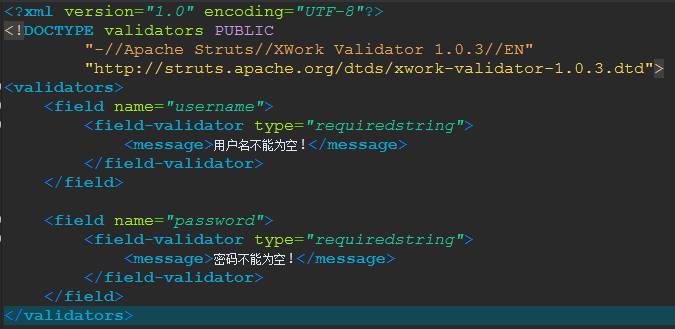 <?xml version="1.0" encoding="UTF-8"?>
<!DOCTYPE validators PUBLIC
        "-//Apache Struts//XWork Validator 1.0.3//EN"
        "http://struts.apache.org/dtds/xwork-validator-1.0.3.dtd">
<validators>
    <field name="username">
        <field-validator type="requiredstring">
            <message>用户名不能为空!</message>
        </field-validator>
    </field>

    <field name="password">
        <field-validator type="requiredstring">
            <message>密码不能为空!</message>
        </field-validator>
    </field>
</validators>